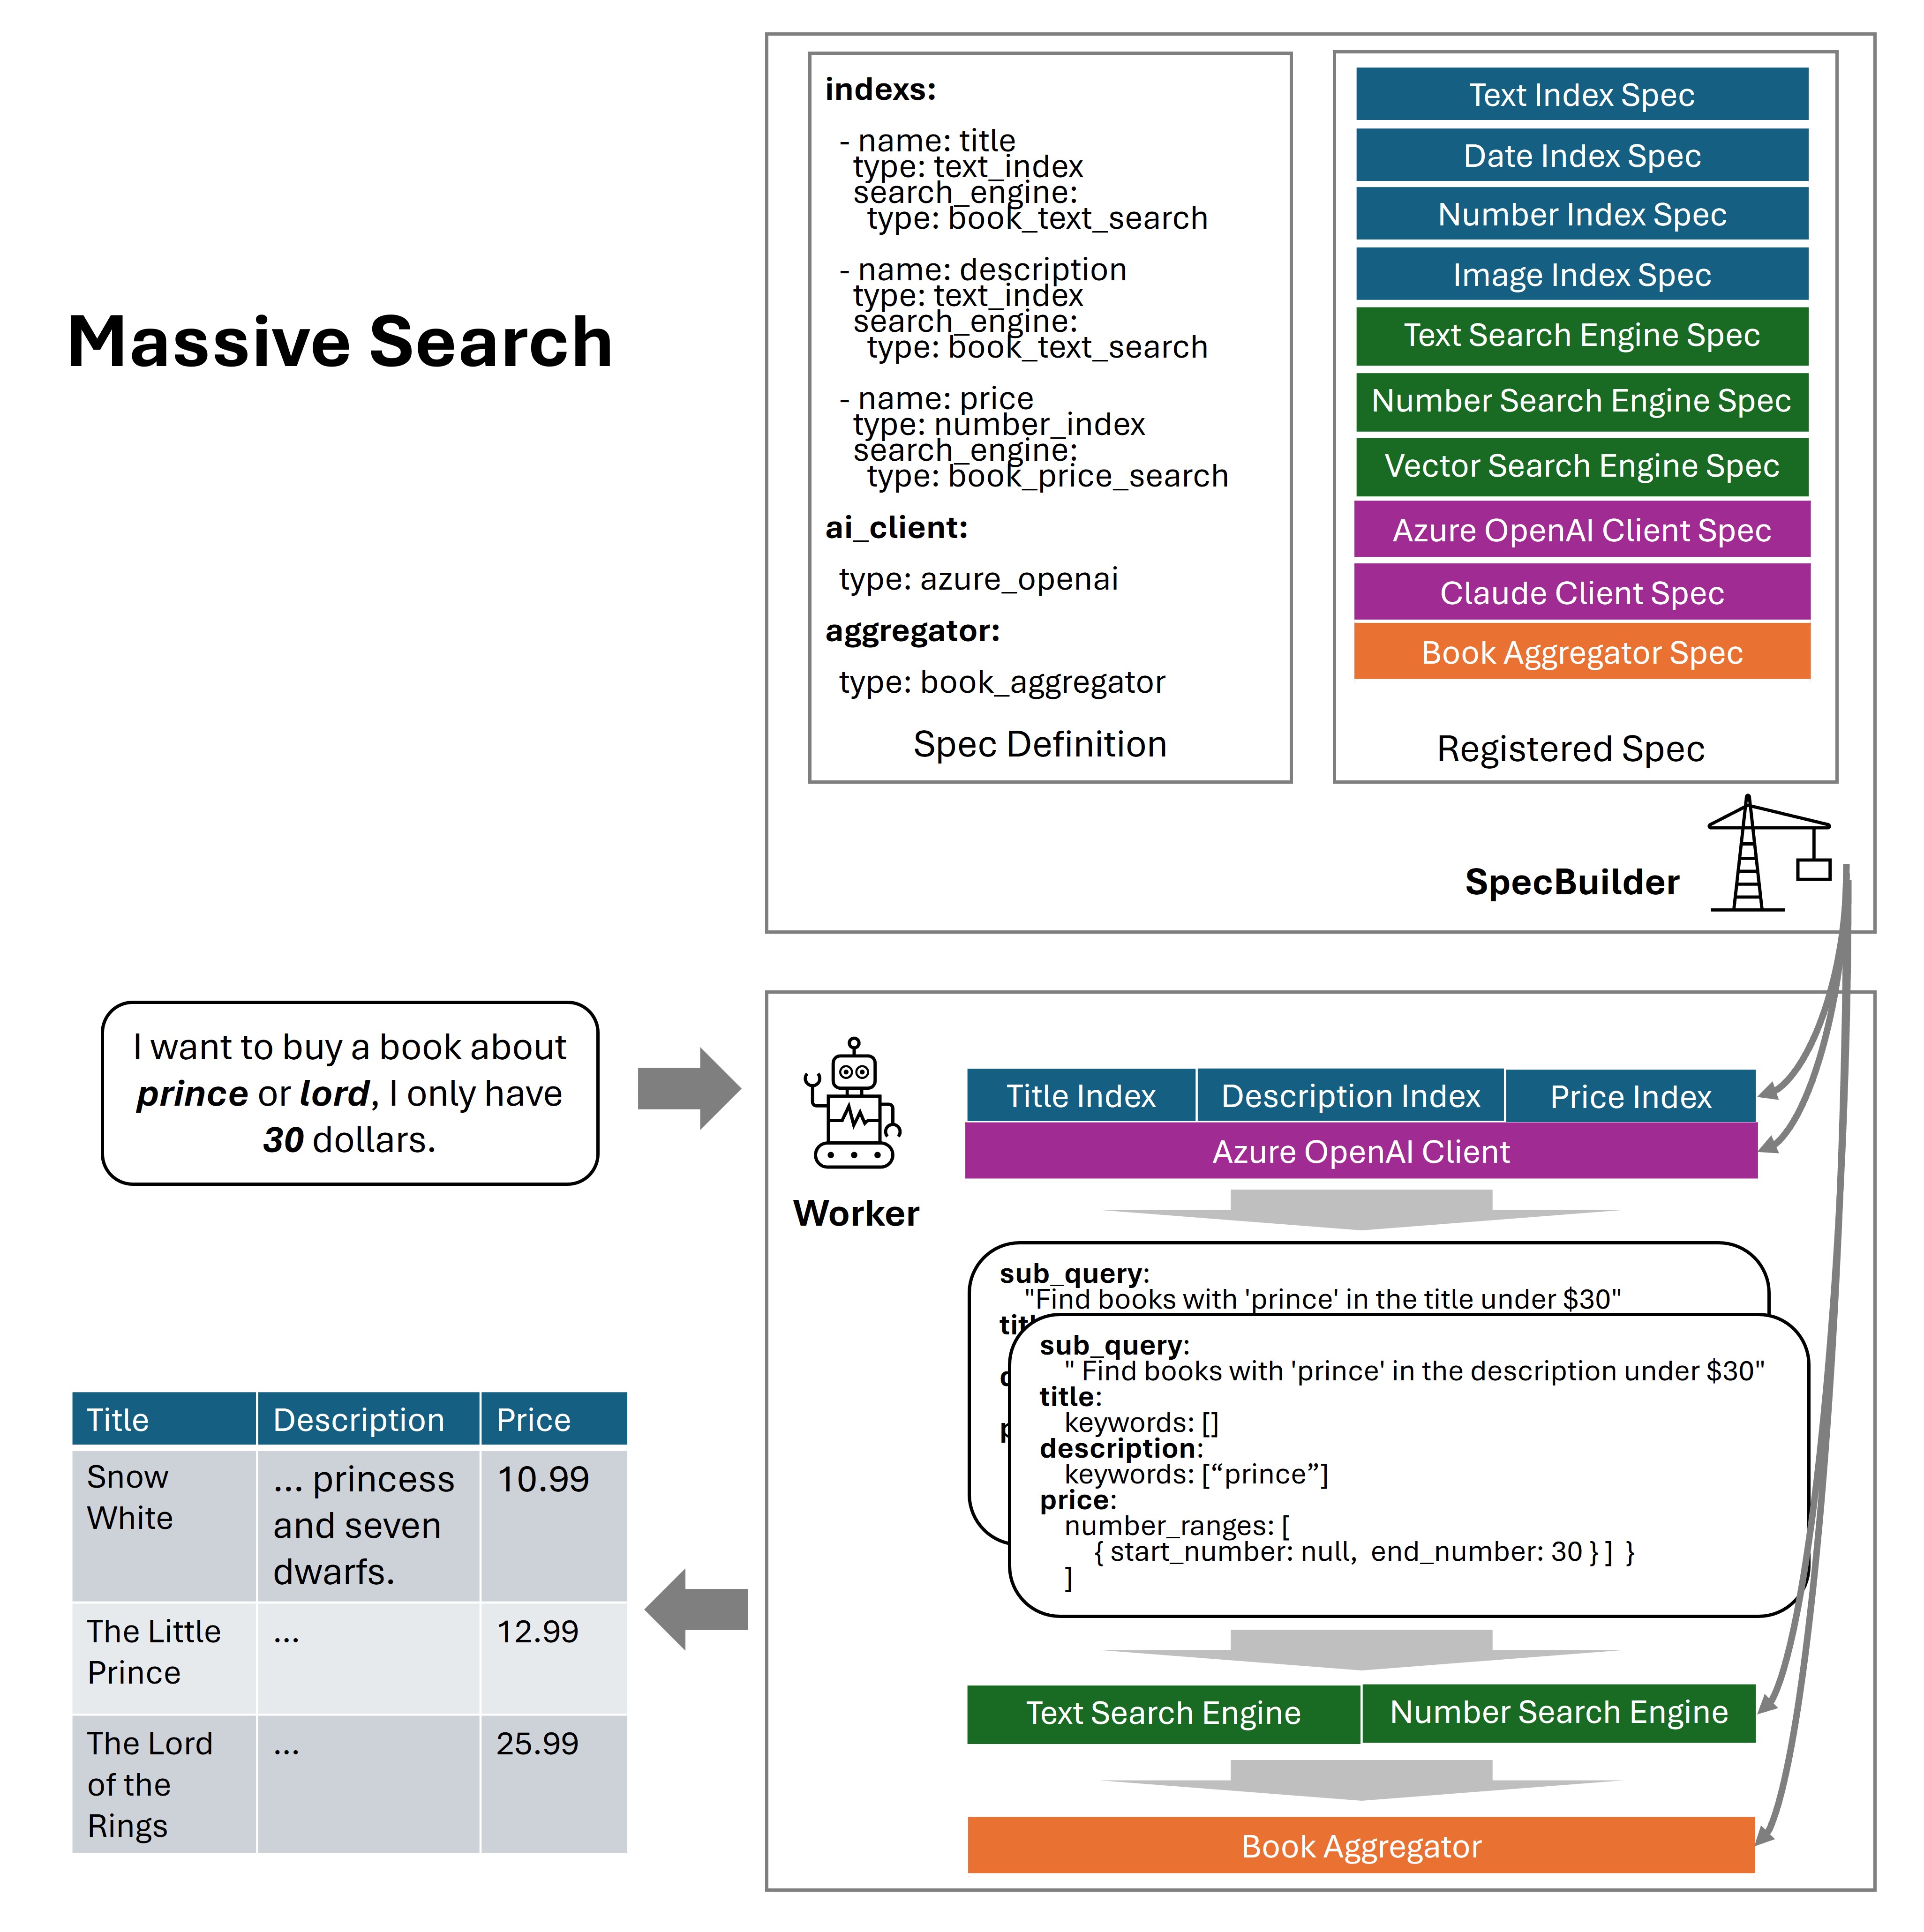 Massive Search
indexs:
- name: title
type: text_index
search_engine:
type: book_text_search
- name: description
type: text_index
search_engine:
type: book_text_search
- name: price
type: number_index
search_engine:
type: book_price_search
ai_client:
type: azure_openai
aggregator:
type: book_aggregator
Spec Definition
Text Index Spec
Date Index Spec
Number Index Spec
Image Index Spec
Text Search Engine Spec
Number Search Engine Spec
Vector Search Engine Spec
Azure OpenAI Client Spec
Claude Client Spec
Book Aggregator Spec
Registered Spec
SpecBuilder
I want to buy a book about
prince or lord, I only have
30 dollars.
Worker
Title Index
Description Index
Price Index
Azure OpenAI Client
sub_query:
"Find books with 'prince' in the title under $30"
sub_query:
" Find books with 'prince' in the description under $30"
title:
keywords: []
description:
keywords: [“prince”]
price:
number_ranges: [
{ start_number: null, end_number: 30 } ] }
]
Text Search Engine
Number Search Engine
Book Aggregator
Title
Description
Price
Snow
White
... princess
and seven
dwarfs.
10.99
The Little
Prince
...
12.99
The Lord
of the
Rings
...
25.99